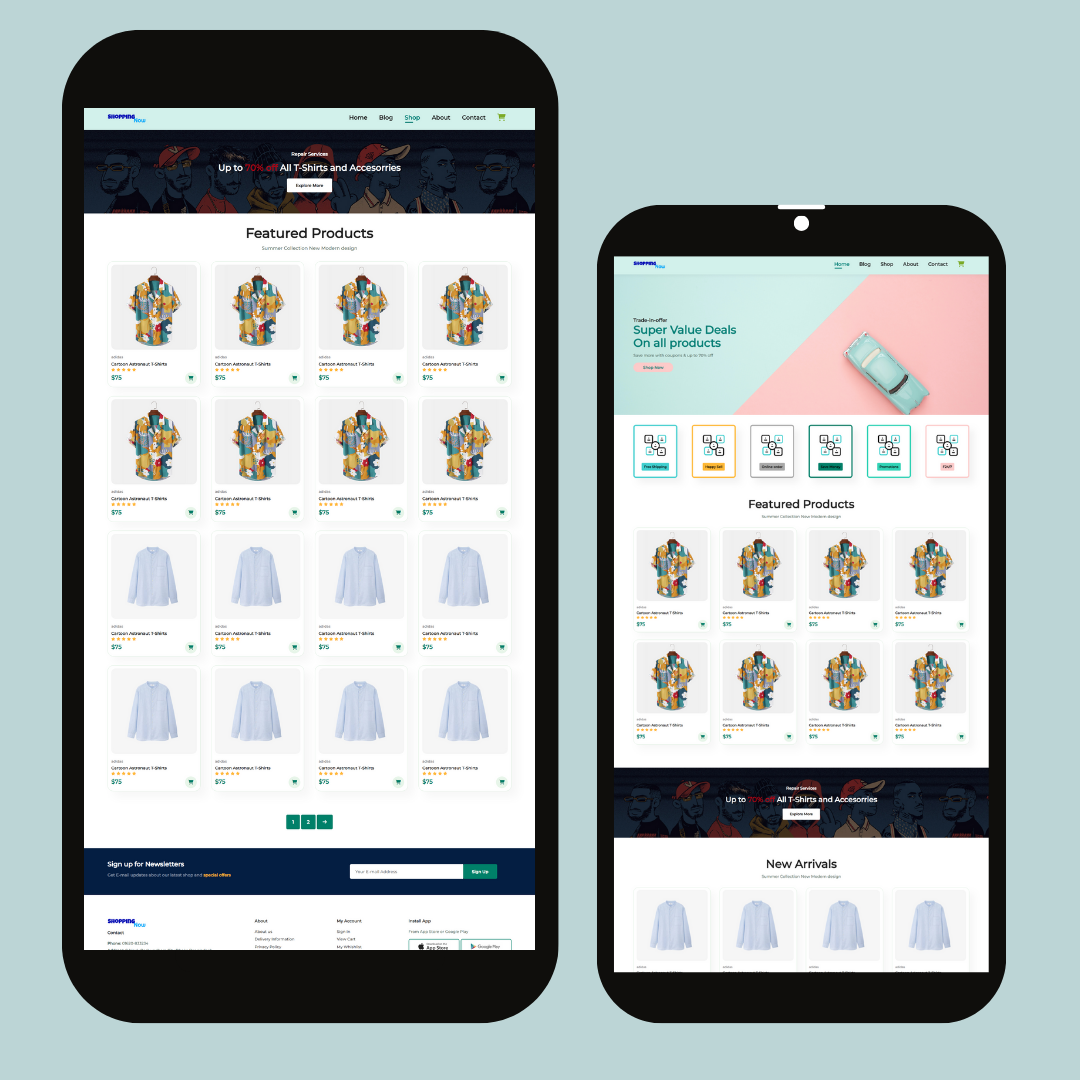 SHOPPING
Now
Home Blog Shop About Contact
Repair Services
Up to 70% off All T-Shirts and Accesorries
Explore More
Featured Products
Summer Collection New Modern design
adidas adidas adidas adidas
Cartoon Astronaut T-Shirts Cartoon Astronaut T-Shirts Cartoon Astronaut T-Shirts Cartoon Astronaut T-Shirts
$75 $75 $75 $75
adidas adidas adidas adidas
Cartoon Astronaut T-Shirts Cartoon Astronaut T-Shirts Cartoon Astronaut T-Shirts Cartoon Astronaut T-Shirts
$75 $75 $75 $75
adidas adidas adidas adidas
Cartoon Astronaut T-Shirts Cartoon Astronaut T-Shirts Cartoon Astronaut T-Shirts Cartoon Astronaut T-Shirts
$75 $75 $75 $75
adidas adidas adidas adidas
Cartoon Astronaut T-Shirts Cartoon Astronaut T-Shirts Cartoon Astronaut T-Shirts Cartoon Astronaut T-Shirts
$75 $75 $75 $75
1 2 →
Sign up for Newsletters
Get E-mail updates about our latest shop and special offers
Your E-mail Address Sign Up
SHOPPING
Now
Contact
Phone:
About
About us
Delivery Information
Privacy Policy
My Account
Sign In
View Cart
My Whishlist
Install App
From App Store or Google Play
App Store Google Play
SHOPPING
Now
Home Blog Shop About Contact
Trade-in-offer
Super Value Deals
On all products
Save more with coupons & up to 70% off
Shop Now
Free Shipping Happy Sell Online order Promotions F24/7
Featured Products
Summer Collection New Modern design
adidas adidas adidas adidas
Cartoon Astronaut T-Shirts Cartoon Astronaut T-Shirts Cartoon Astronaut T-Shirts Cartoon Astronaut T-Shirts
$75 $75 $75 $75
adidas adidas adidas adidas
Cartoon Astronaut T-Shirts Cartoon Astronaut T-Shirts Cartoon Astronaut T-Shirts Cartoon Astronaut T-Shirts
$75 $75 $75 $75
Repair Services
Up to 70% off All T-Shirts and Accesorries
Explore More
New Arrivals
Summer Collection New Modern design
adidas adidas adidas adidas